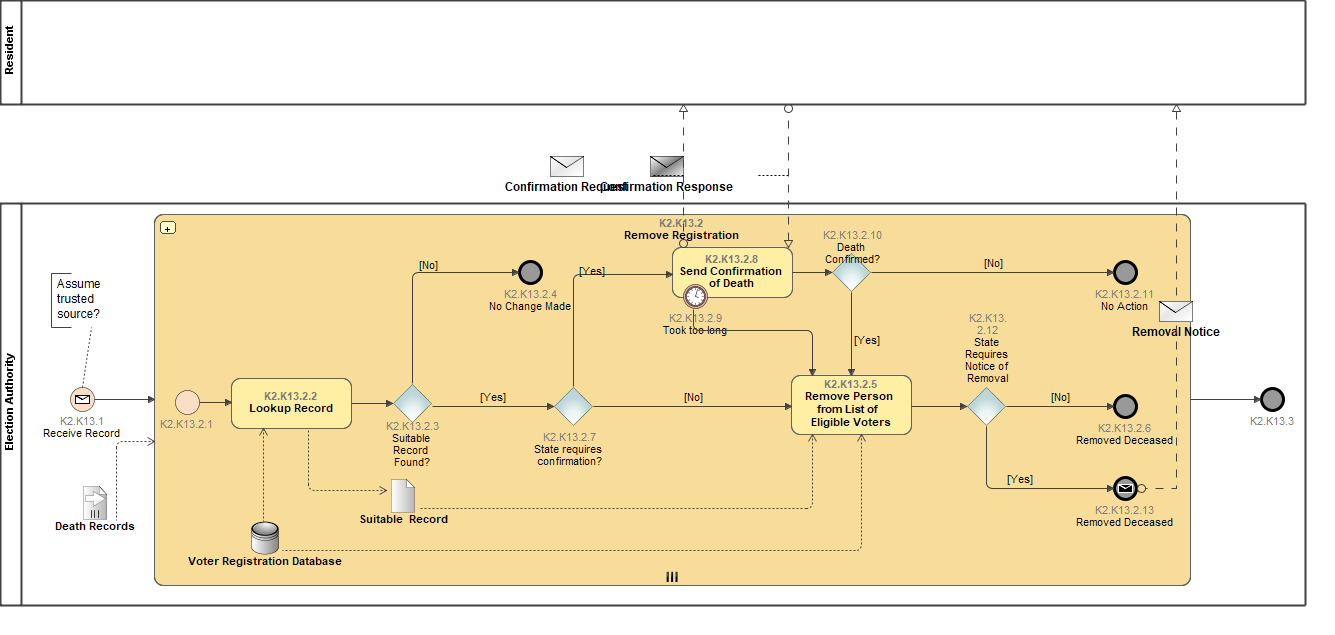 Resident
Confirmation Request
Confirmation Response
Election Authority
K2.K13.2
Remove Registration
Assume
trusted
source?
K2.K13.1
Receive Record
Death Records
K2.K13.2.1
K2.K13.2.2
Lookup Record
K2.K13.2.3
Suitable
Record
Found?
[No]
K2.K13.2.4
No Change Made
[Yes]
K2.K13.2.7
State requires
confirmation?
[Yes]
[No]
K2.K13.2.8
Send Confirmation
of Death
K2.K13.2.9
Took too long
K2.K13.2.10
Death
Confirmed?
[No]
K2.K13.2.11
No Action
[Yes]
K2.K13.2.5
Remove Person
from List of
Eligible Voters
K2.K13.
2.12
State
Requires
Notice of
Removal
[No]
K2.K13.2.6
Removed Deceased
[Yes]
K2.K13.2.13
Removed Deceased
Removal Notice
K2.K13.3
Suitable Record
Voter Registration Database